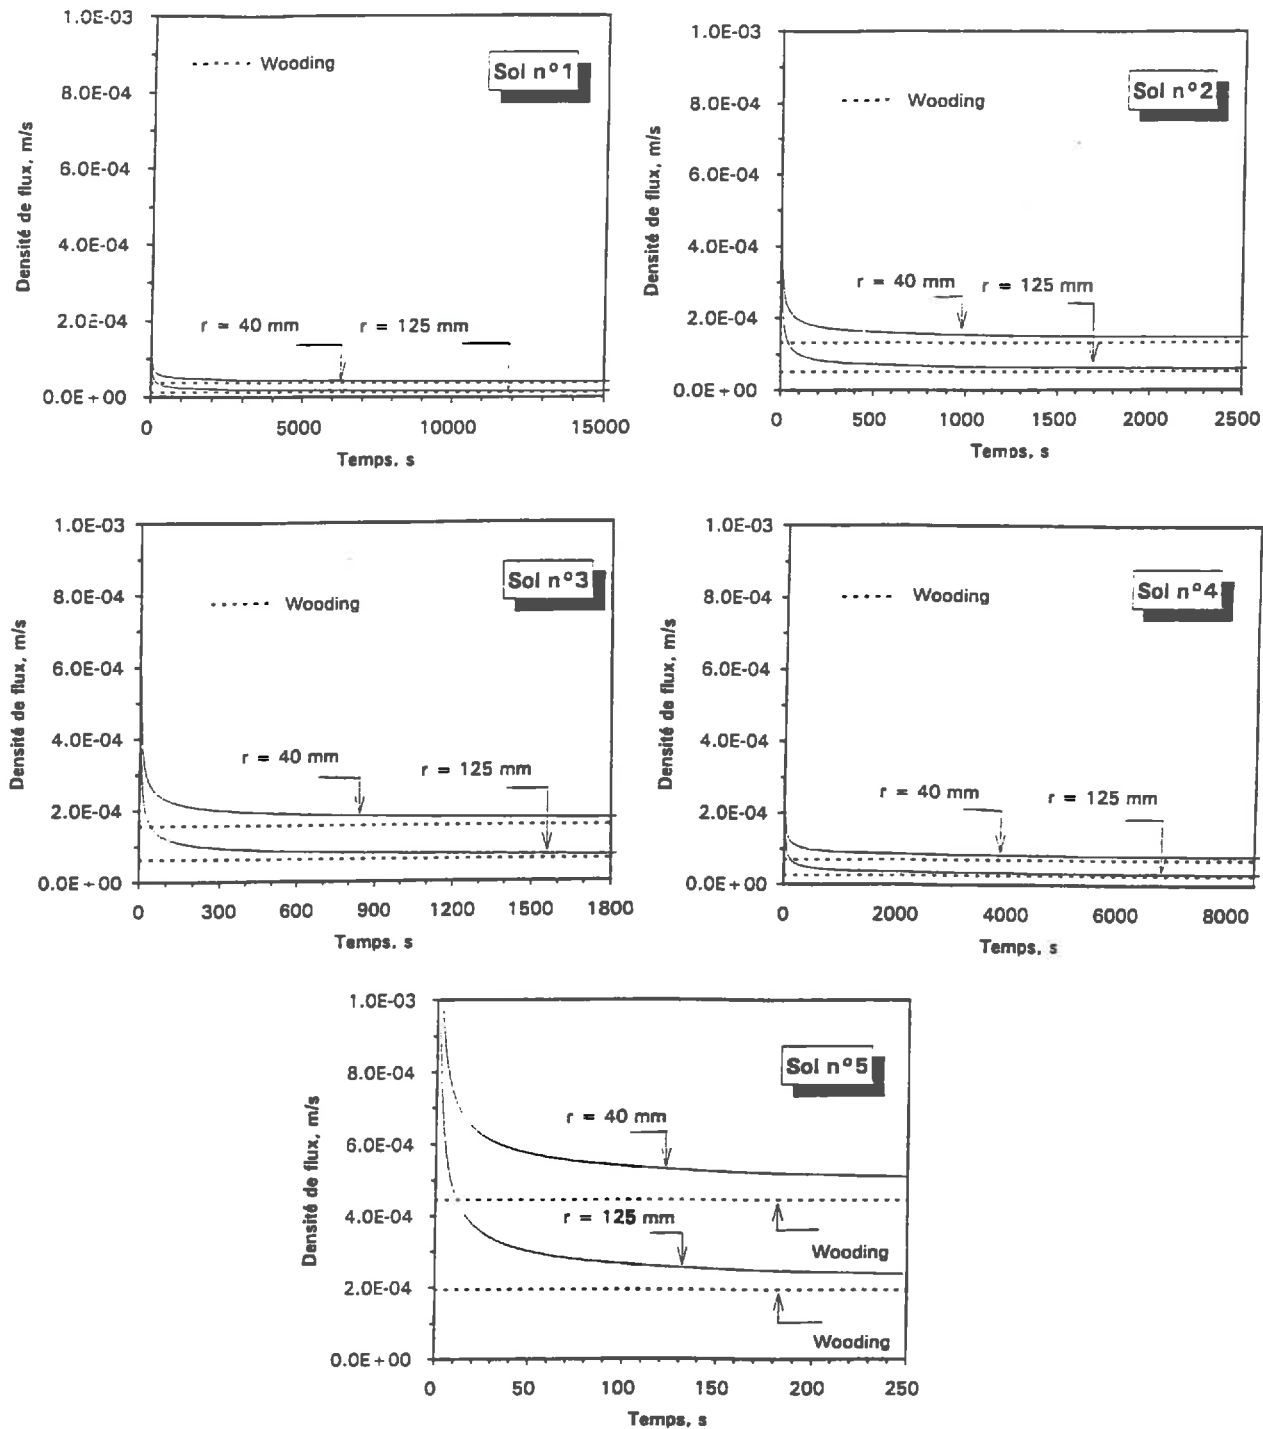 1.0E-03
8.0E-04
6.0E-04
4.0E-04
2.0E-04
0.0E+00
Densité de flux, m/s
Wooding
Sol nº1
r = 40 mm
r = 125 mm
0
5000
10000
15000
Temps, s
1.0E-03
8.0E-04
6.0E-04
4.0E-04
2.0E-04
0.0E+00
Densité de flux, m/s
Wooding
Sol nº2
r = 40 mm
r = 125 mm
0
500
1000
1500
2000
2500
Temps, s
1.0E-03
8.0E-04
6.0E-04
4.0E-04
2.0E-04
0.0E+00
Densité de flux, m/s
Wooding
Sol nº3
r = 40 mm
r = 125 mm
0
300
600
900
1200
1500
1800
Temps, s
1.0E-03
8.0E-04
6.0E-04
4.0E-04
2.0E-04
0.0E+00
Densité de flux, m/s
Wooding
Sol nº4
r = 40 mm
r = 125 mm
0
2000
4000
6000
8000
Temps, s
1.0E-03
8.0E-04
6.0E-04
4.0E-04
2.0E-04
0.0E+00
Densité de flux, m/s
Sol nº5
r = 40 mm
r = 125 mm
Wooding
Wooding
0
50
100
150
200
250
Temps, s